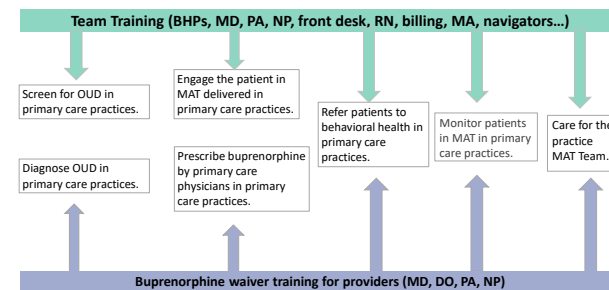 Team Training (BHPs, MD, PA, NP, front desk, RN, billing, MA, navigators…)
Screen for OUD in
primary care practices.
Diagnose OUD in
primary care practices.
Engage the patient in
MAT delivered in
primary care practices.
Prescribe buprenorphine
by primary care
physicians in primary
care practices.
Refer patients to
behavioral health in
primary care
practices.
Monitor patients
in MAT in primary
care practices.
Care for the
practice
MAT Team.
Buprenorphine waiver training for providers (MD, DO, PA, NP)